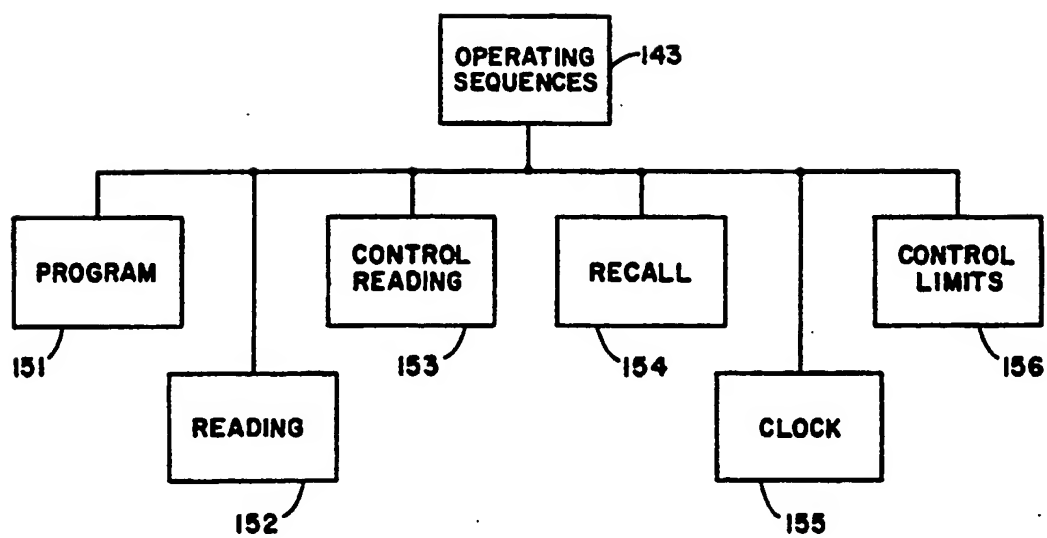 OPERATING
SEQUENCES
143
PROGRAM
151
READING
152
CONTROL
READING
153
RECALL
154
CLOCK
155
CONTROL
LIMITS
156